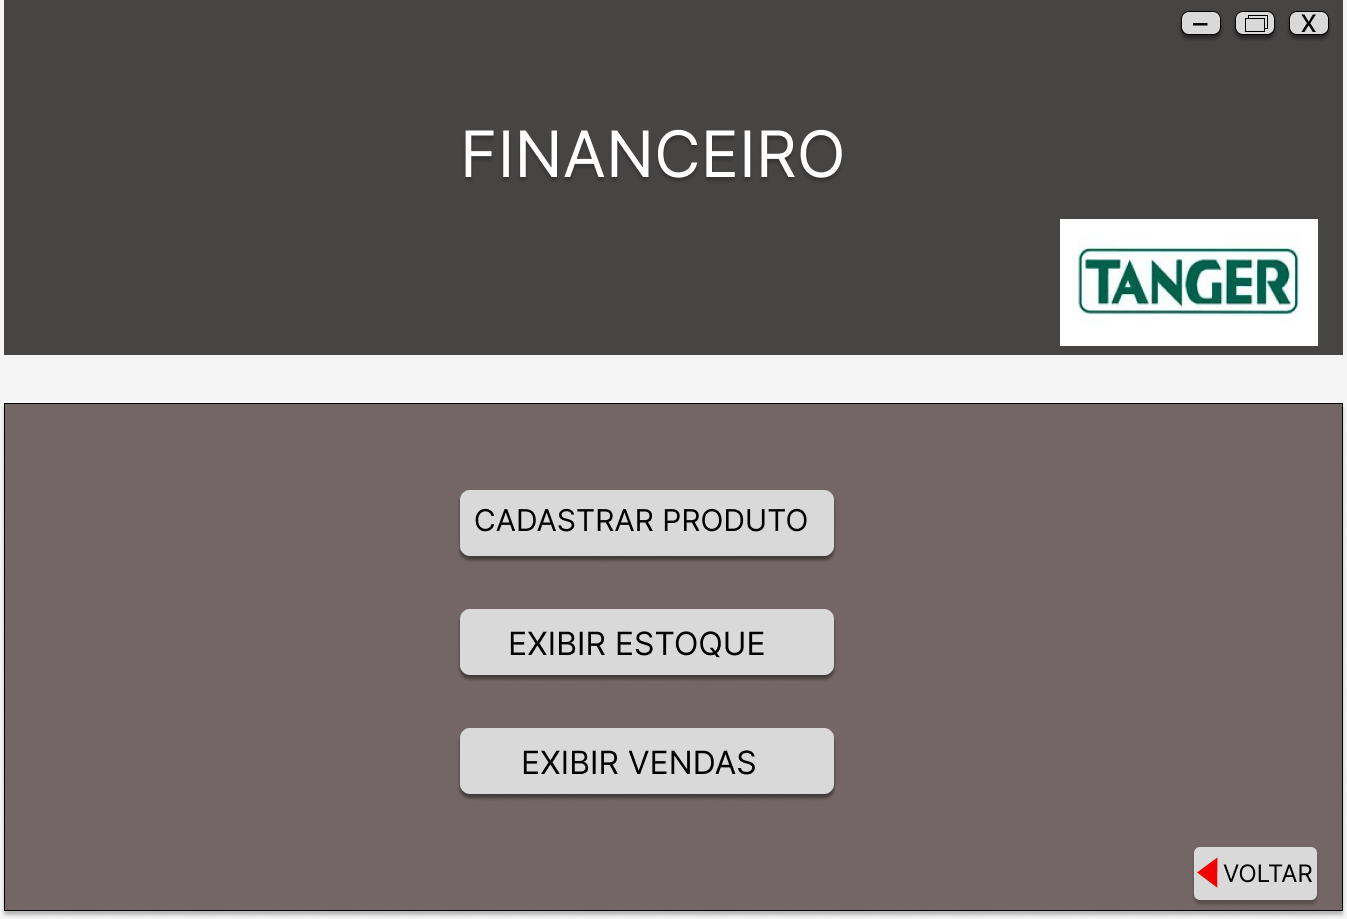 X
FINANCEIRO
TANGER
CADASTRAR PRODUTO
EXIBIR ESTOQUE
EXIBIR VENDAS
VOLTAR